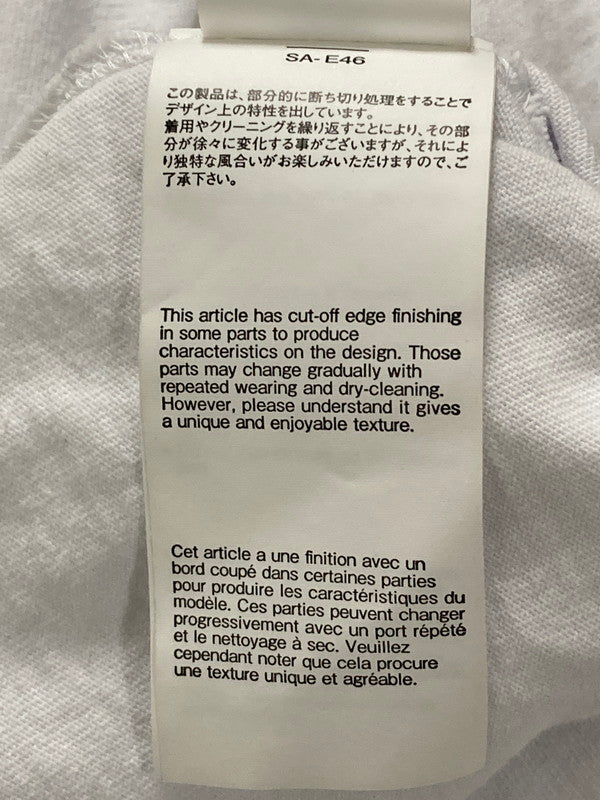 SA-E46
この製品は、部分的に断ち切り処理をすることで
デザイン上の特性を出しています。
着用やクリーニングを繰り返すことにより、その部
分が徐々に変化する事がございますが、それによ
り独特な風合いがお楽しみいただけますので、ご
了承下さい。
This article has cut-off edge finishing
in some parts to produce
characteristics on the design. Those
parts may change gradually with
repeated wearing and dry-cleaning.
However, please understand it gives
a unique and enjoyable texture.
Cet article a une finition avec un
bord coupé dans certaines parties
pour produire les caractéristiques du
modèle. Ces parties peuvent changer
progressivement avec un port répété
et le nettoyage à sec. Veuillez
cependant noter que cela procure
une texture unique et agréable.